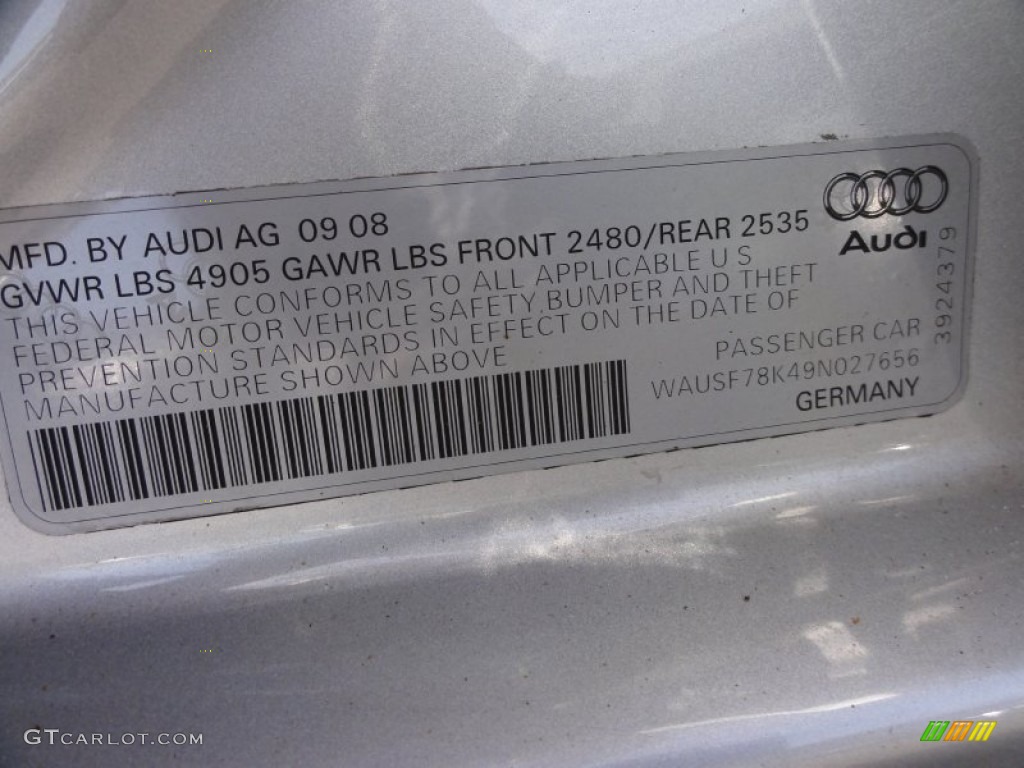 MFD. BY AUDI AG 09 08
GVWR LBS 4905 GAWR LBS FRONT 2480/REAR 2535
THIS VEHICLE CONFORMS TO ALL APPLICABLE U S
FEDERAL MOTOR VEHICLE SAFETY, BUMPER AND THEFT
PREVENTION STANDARDS IN EFFECT ON THE DATE OF
MANUFACTURE SHOWN ABOVE
Audi
PASSENGER CAR
WAUSF78K49N027656
GERMANY
3924379
GTCARLOT.COM